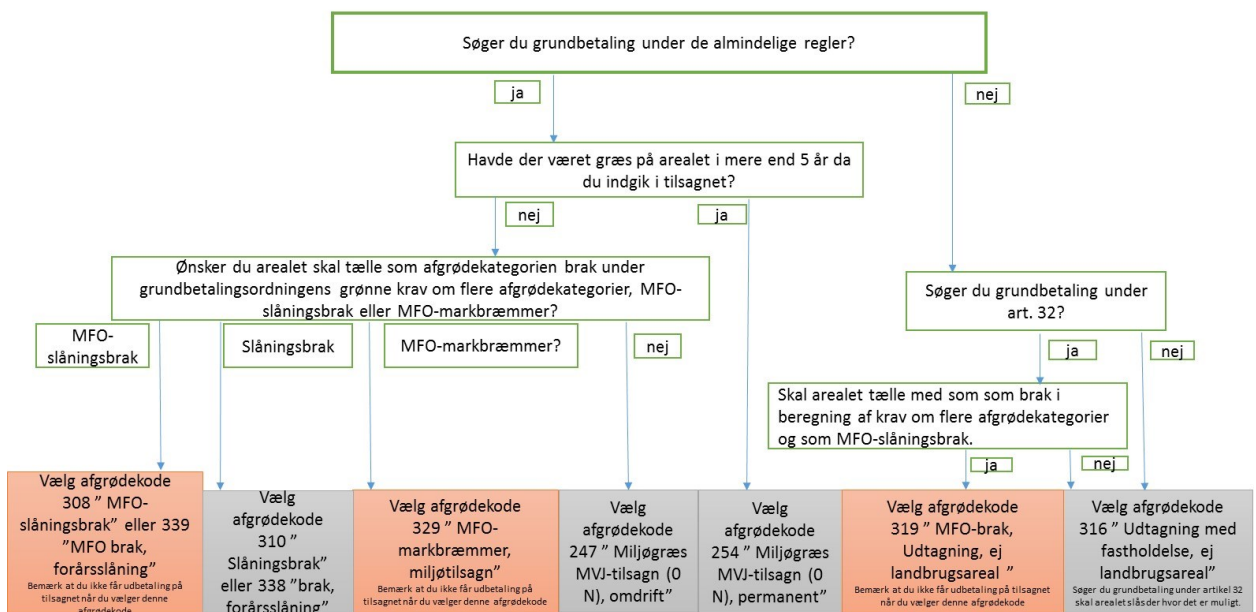 Søger du grundbetaling under de almindelige regler?
ja
nej
Havde der været græs på arealet i mere end 5 år da
du indgik i tilsagnet?
nej
ja
Ønsker du arealet skal tælle som afgrødekategorien brak under
grundbetalingsordningens grønne krav om flere afgrødekategorier, MFO-
slåningsbrak eller MFO-markbræmmer?
Søger du grundbetaling under
art. 32?
MFO-
slåningsbrak
Slåningsbrak
MFO-markbræmmer?
nej
ja
nej
Skal arealet tælle med som som brak i
beregning af krav om flere afgrødekategorier
og som MFO-slåningsbrak.
ja
nej
Vælg afgrødekode
308 ” MFO-
slåningsbrak” eller 339
”MFO brak,
forårsslåning”
Bemærk at du ikke får udbetaling på
tilsagnet når du vælger denne
afgrødekode
Vælg
afgrødekode
310 ”
Slåningsbrak”
eller 338 ”brak,
forårsslåning”
Vælg afgrødekode
329 ” MFO-
markbræmmer,
miljøtilsagn”
Bemærk at du ikke får udbetaling på
tilsagnet når du vælger denne afgrødekode
Vælg
afgrødekode
247 ” Miljøgræs
MVJ-tilsagn (0
N), omdrift”
Vælg
afgrødekode
254 ” Miljøgræs
MVJ-tilsagn (0
N), permanent”
Vælg afgrødekode
319 ” MFO-brak,
Udtagning, ej
landbrugsareal ”
Bemærk at du ikke får udbetaling på tilsagnet
når du vælger denne afgrødekode
Vælg afgrødekode
316 ” Udtagning med
fastholdelse, ej
landbrugsareal”
Søger du grundbetaling under artikel 32
skal arealet slås der hvor det er muligt